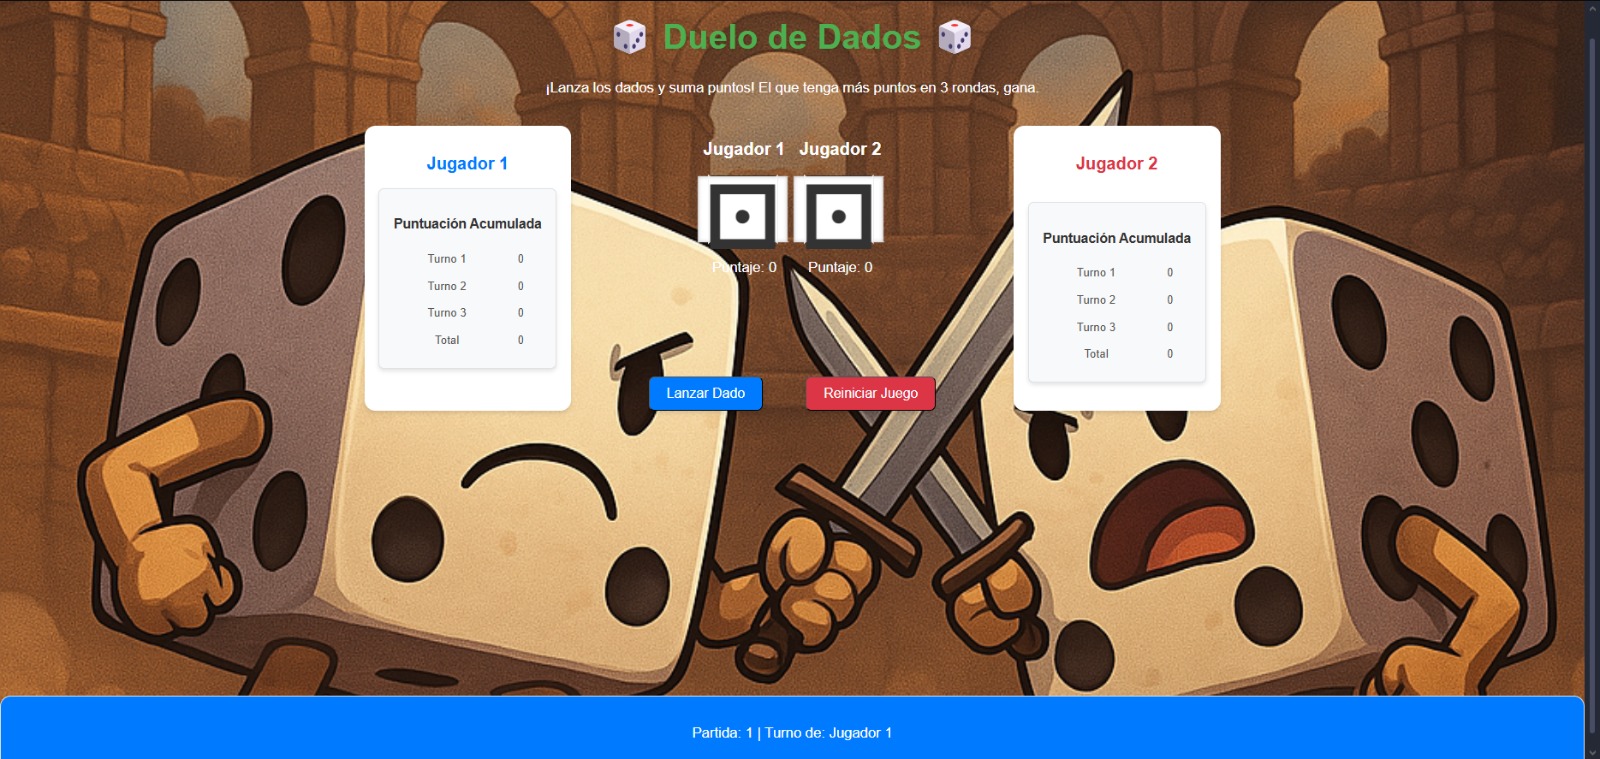 Duelo de Dados
¡Lanza los dados y suma puntos! El que tenga más puntos en 3 rondas, gana.
Jugador 1
Puntuación Acumulada
Turno 1 0
Turno 2 0
Turno 3 0
Total 0
Jugador 1 Jugador 2
Puntaje: 0 Puntaje: 0
Lanzar Dado Reiniciar Juego
Jugador 2
Puntuación Acumulada
Turno 1 0
Turno 2 0
Turno 3 0
Total 0
Partida: 1 | Turno de: Jugador 1